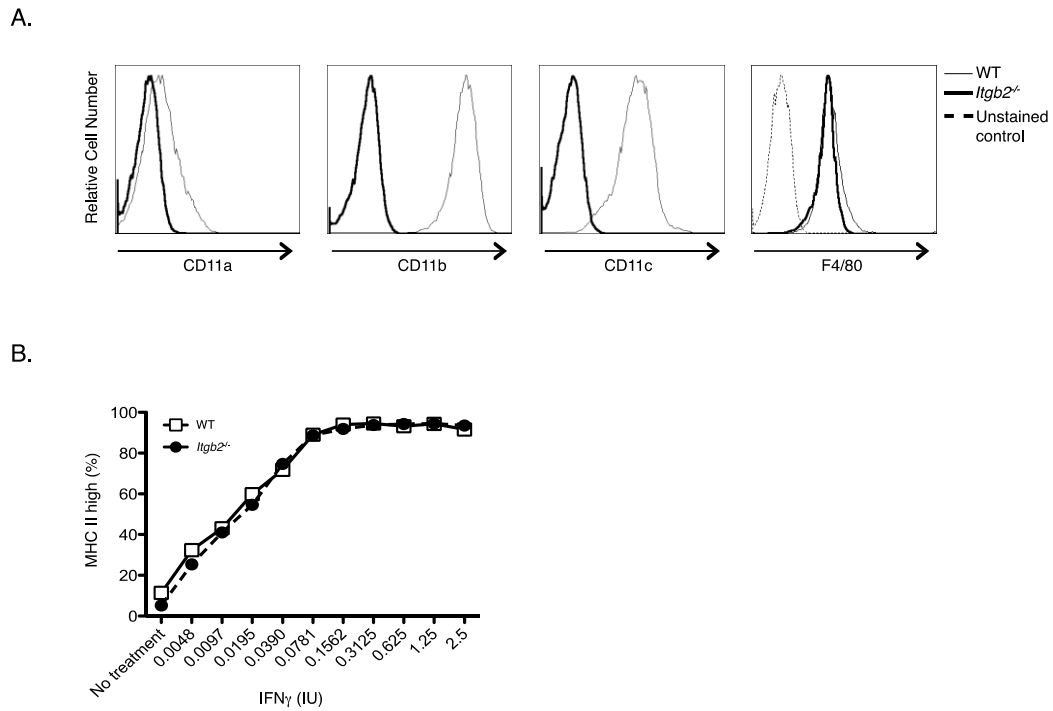 A.
Relative Cell Number
CD11a
CD11b
CD11c
F4/80
WT
Itgb2-/-
Unstained
control
B.
MHC II high (%)
100
80
60
40
20
0
WT
Itgb2-/-
No treatment
0.0048
0.0097
0.0195
0.0390
0.0781
0.1562
0.3125
0.625
1.25
2.5
IFNγ (IU)